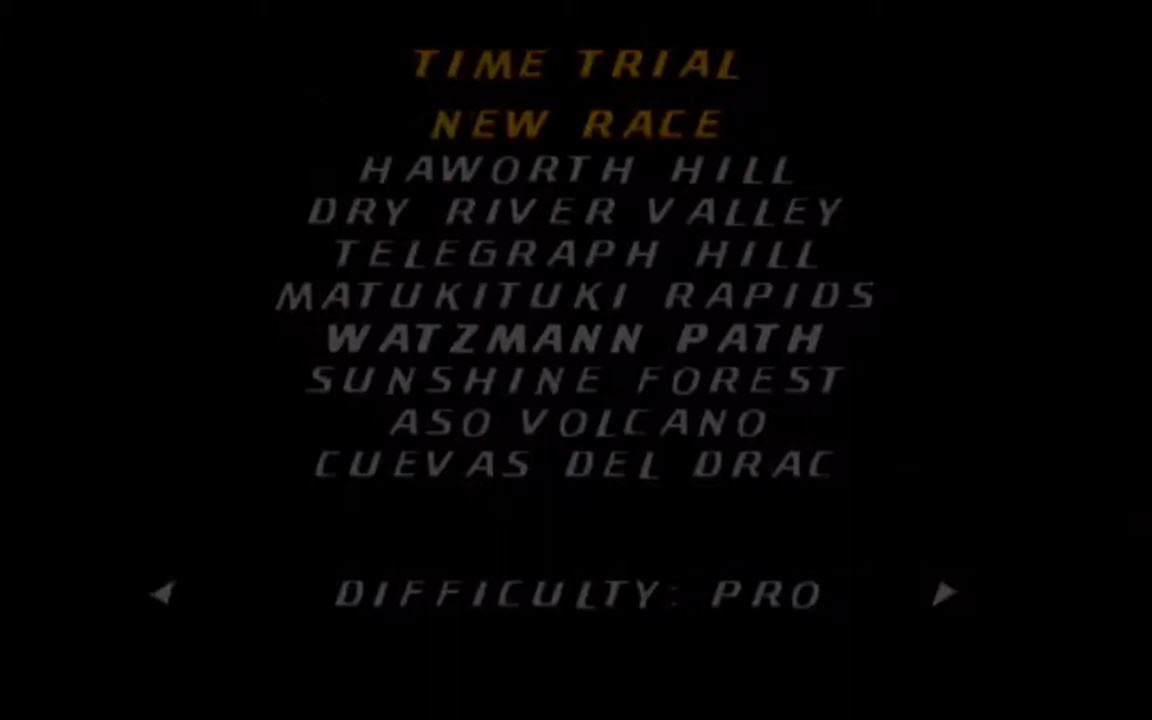 TIME TRIAL
NEW RACE
HAWORTH HILL
DRY RIVER VALLEY
TELEGRAPH HILL
MATUKITUKI RAPIDS
WATZMANN PATH
SUNSHINE FOREST
ASO VOLCANO
CUEVAS DEL DRAC
DIFFICULTY: PRO